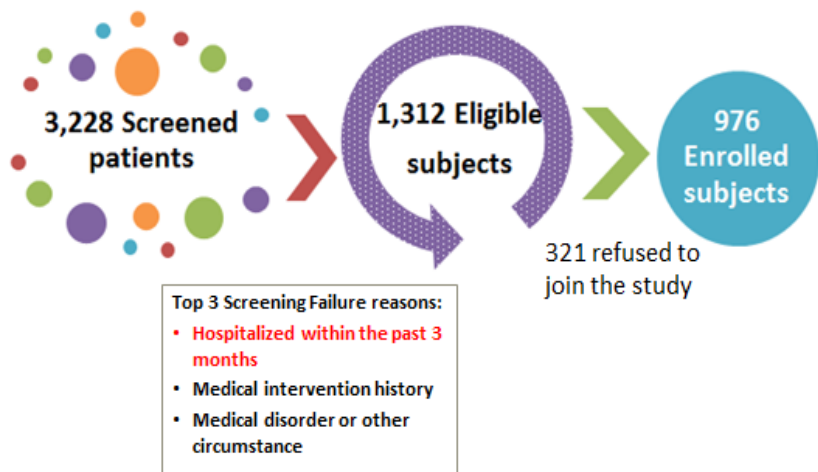 3,228 Screened
patients
1,312 Eligible
subjects
976
Enrolled
subjects
321 refused to
join the study
Top 3 Screening Failure reasons:
• Hospitalized within the past 3
months
• Medical intervention history
• Medical disorder or other
circumstance